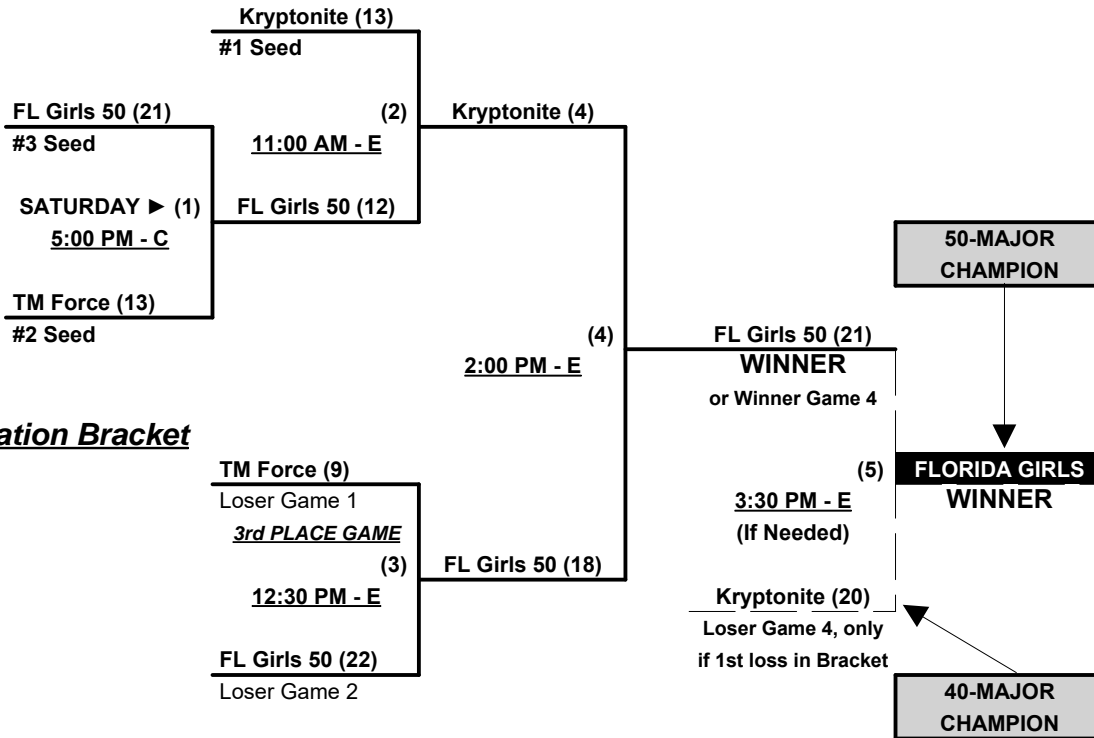 Kryptonite (13)
#1 Seed
FL Girls 50 (21)
#3 Seed
(2)
11:00 AM - E
Kryptonite (4)
SATURDAY ► (1)
5:00 PM - C
FL Girls 50 (12)
TM Force (13)
#2 Seed
50-MAJOR
CHAMPION
(4)
2:00 PM - E
FL Girls 50 (21)
WINNER
or Winner Game 4
ation Bracket
TM Force (9)
Loser Game 1
3rd PLACE GAME
(3)
12:30 PM - E
FL Girls 50 (18)
FL Girls 50 (22)
Loser Game 2
(5)
3:30 PM - E
(If Needed)
FLORIDA GIRLS
WINNER
Kryptonite (20)
Loser Game 4, only
if 1st loss in Bracket
40-MAJOR
CHAMPION